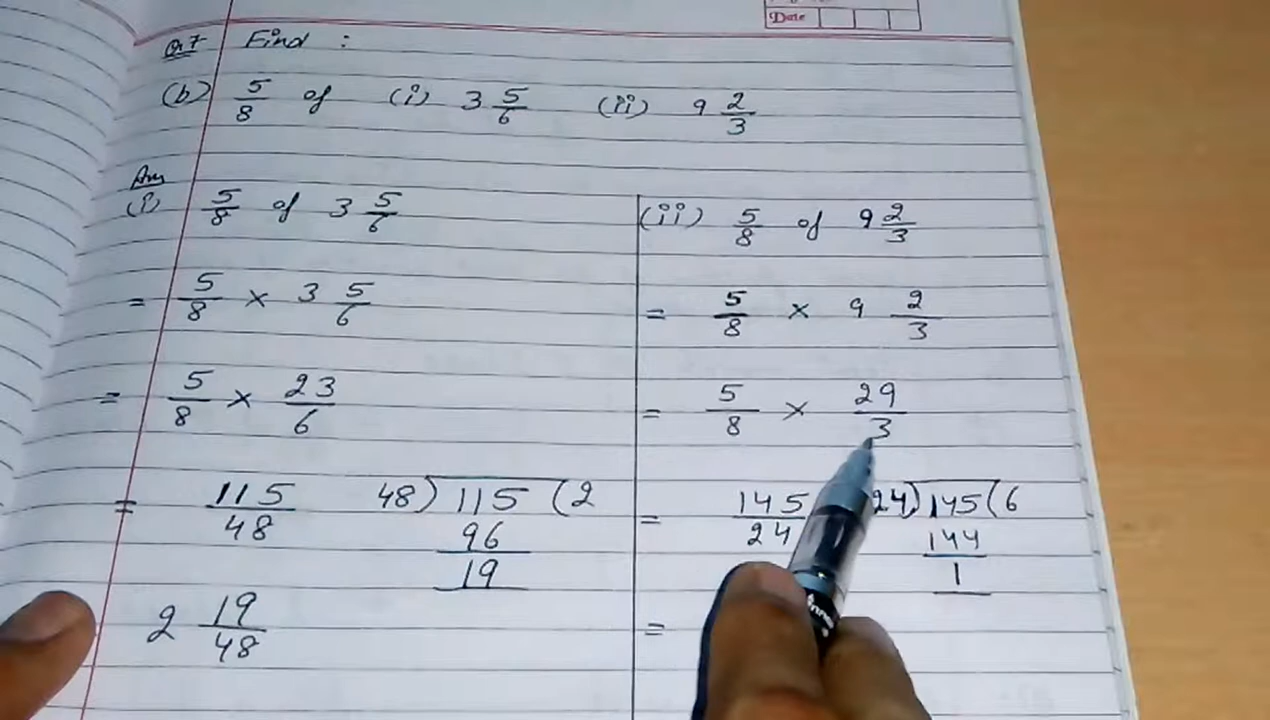 Date
Q.7 Find :
(b) 5/8 of (i) 3 5/6 (ii) 9 2/3
Ans
(i) 5/8 of 3 5/6
= 5/8 × 3 5/6
= 5/8 × 23/6
= 115/48 48) 115 (2
96
19
2 19/48
(ii) 5/8 of 9 2/3
= 5/8 × 9 2/3
= 5/8 × 29/3
= 145/24 24) 145 (6
144
1
=